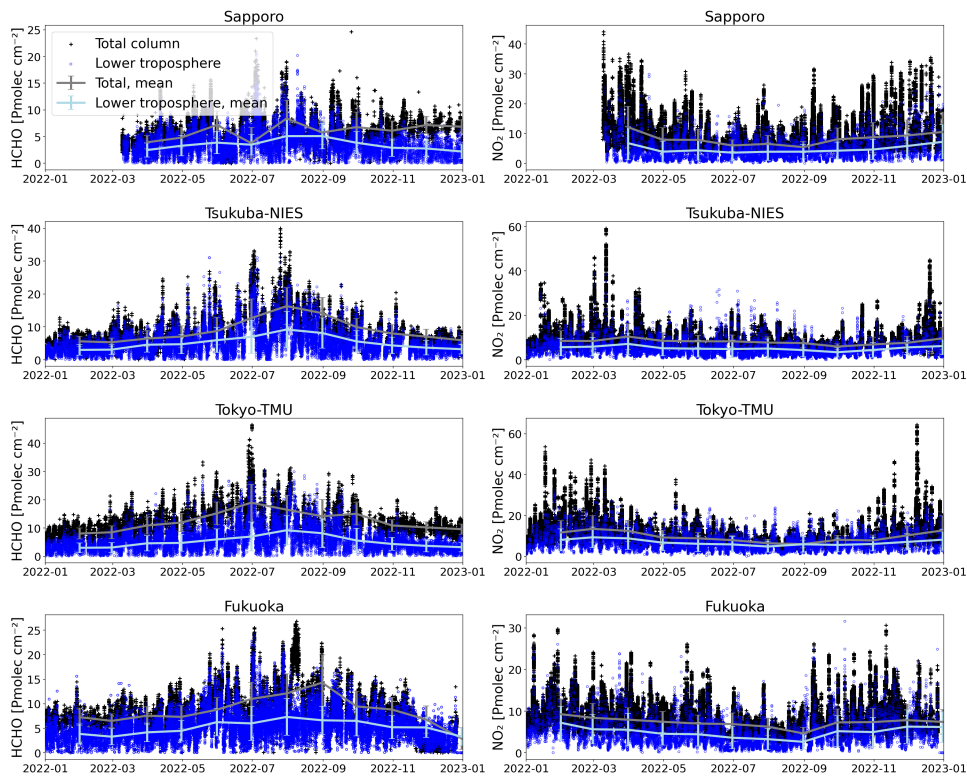 Sapporo
HCHO [Pmolec cm⁻²]
25
20
15
10
5
0
Total column
Lower troposphere
Total, mean
Lower troposphere, mean
2022-01 2022-03 2022-05 2022-07 2022-09 2022-11 2023-01
Sapporo
NO₂ [Pmolec cm⁻²]
40
30
20
10
0
2022-01 2022-03 2022-05 2022-07 2022-09 2022-11 2023-01
Tsukuba-NIES
HCHO [Pmolec cm⁻²]
40
30
20
10
0
2022-01 2022-03 2022-05 2022-07 2022-09 2022-11 2023-01
Tsukuba-NIES
NO₂ [Pmolec cm⁻²]
60
40
20
0
2022-01 2022-03 2022-05 2022-07 2022-09 2022-11 2023-01
Tokyo-TMU
HCHO [Pmolec cm⁻²]
40
30
20
10
0
2022-01 2022-03 2022-05 2022-07 2022-09 2022-11 2023-01
Tokyo-TMU
NO₂ [Pmolec cm⁻²]
60
40
20
0
2022-01 2022-03 2022-05 2022-07 2022-09 2022-11 2023-01
Fukuoka
HCHO [Pmolec cm⁻²]
25
20
15
10
5
0
2022-01 2022-03 2022-05 2022-07 2022-09 2022-11 2023-01
Fukuoka
NO₂ [Pmolec cm⁻²]
30
20
10
0
2022-01 2022-03 2022-05 2022-07 2022-09 2022-11 2023-01